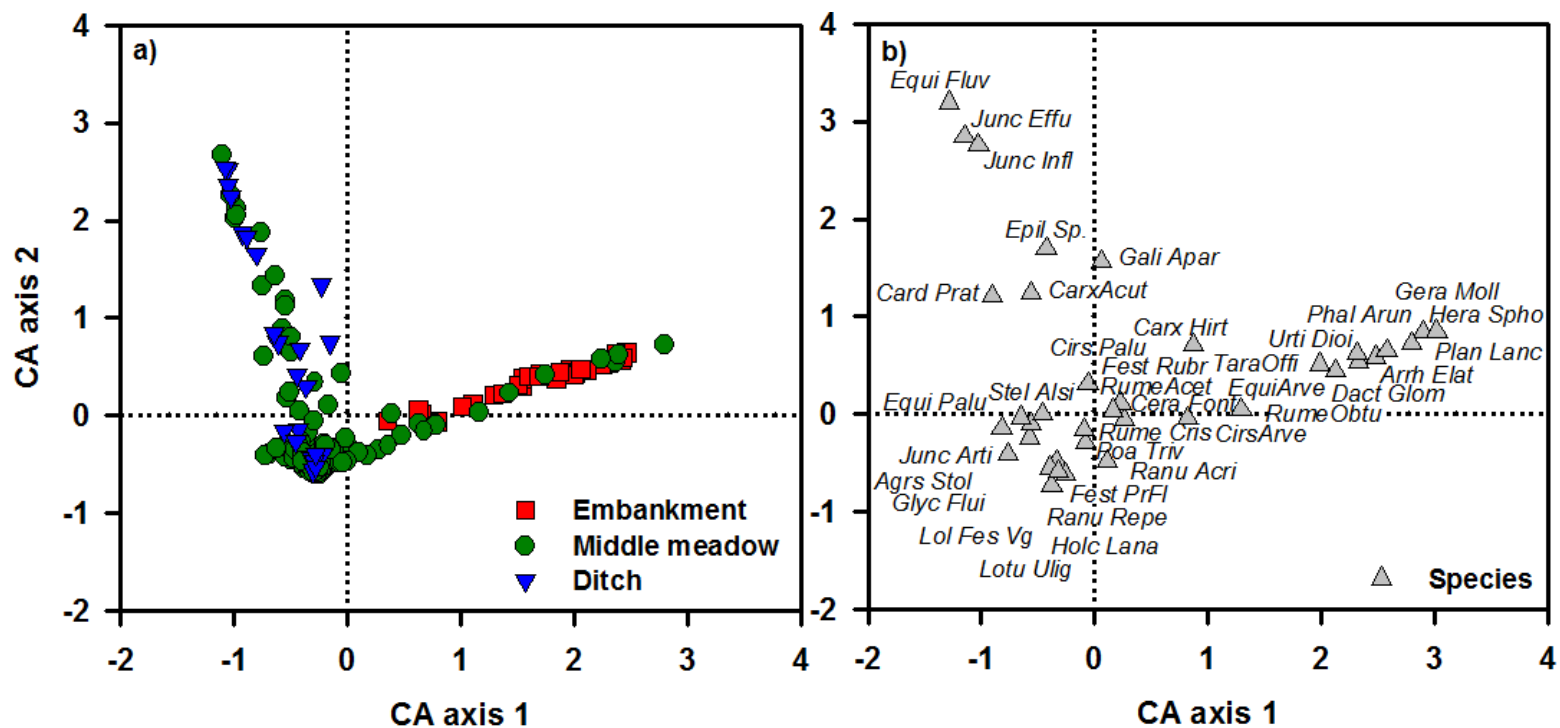 a)
4
3
2
1
0
-1
-2
CA axis 2
-2 -1 0 1 2 3 4
CA axis 1
Embankment
Middle meadow
Ditch
b)
4
3
2
1
0
-1
-2
Equi Fluv
Junc Effu
Junc Infl
Epil Sp.
Gali Apar
Card Prat
CarxAcut
Gera Moll
Phal Arun
Hera Spho
Carx Hirt
Urti Dioi
Cirs Palu
Plan Lanc
Fest Rubr
TaraOffi
Arrh Elat
Stel Alsi
RumeAcet
EquiArve
Dact Glom
Equi Palu
Cera Font
RumeObtu
Rume Cris
CirsArve
Junc Arti
Poa Triv
Ranu Acri
Agrs Stol
Glyc Flui
Fest PrFl
Ranu Repe
Lol Fes Vg
Holc Lana
Lotu Ulig
Species
-2 -1 0 1 2 3 4
CA axis 1